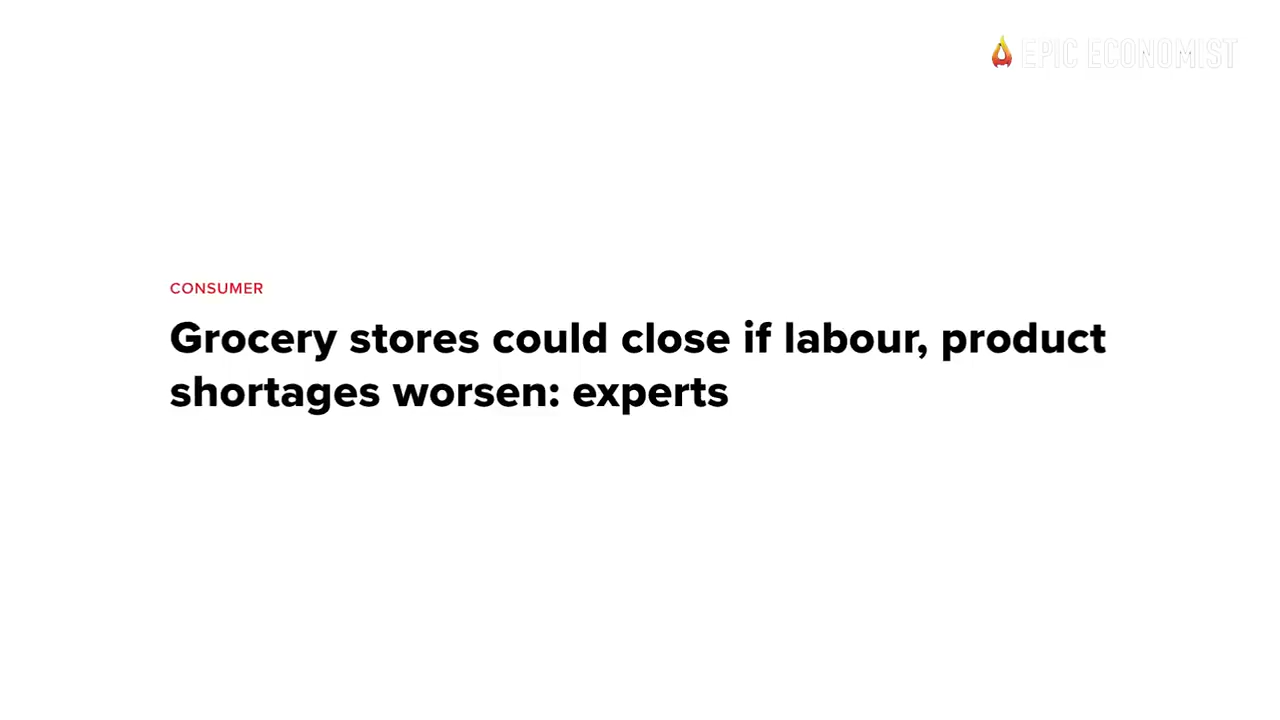 EPIC ECONOMIST
CONSUMER
Grocery stores could close if labour, product
shortages worsen: experts